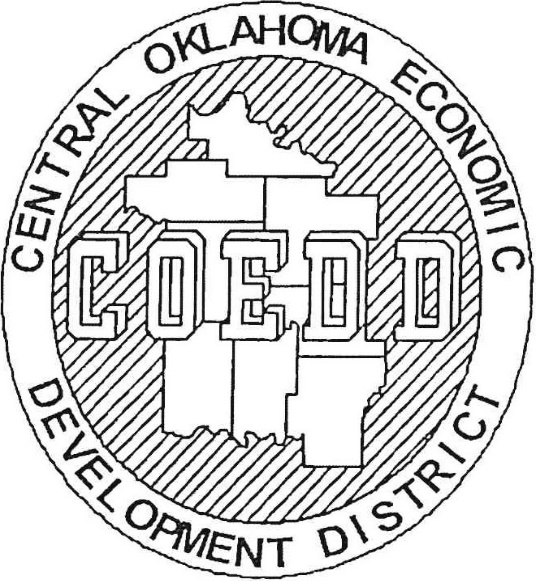 CENTRAL OKLAHOMA ECONOMIC
COEDD
DEVELOPMENT DISTRICT